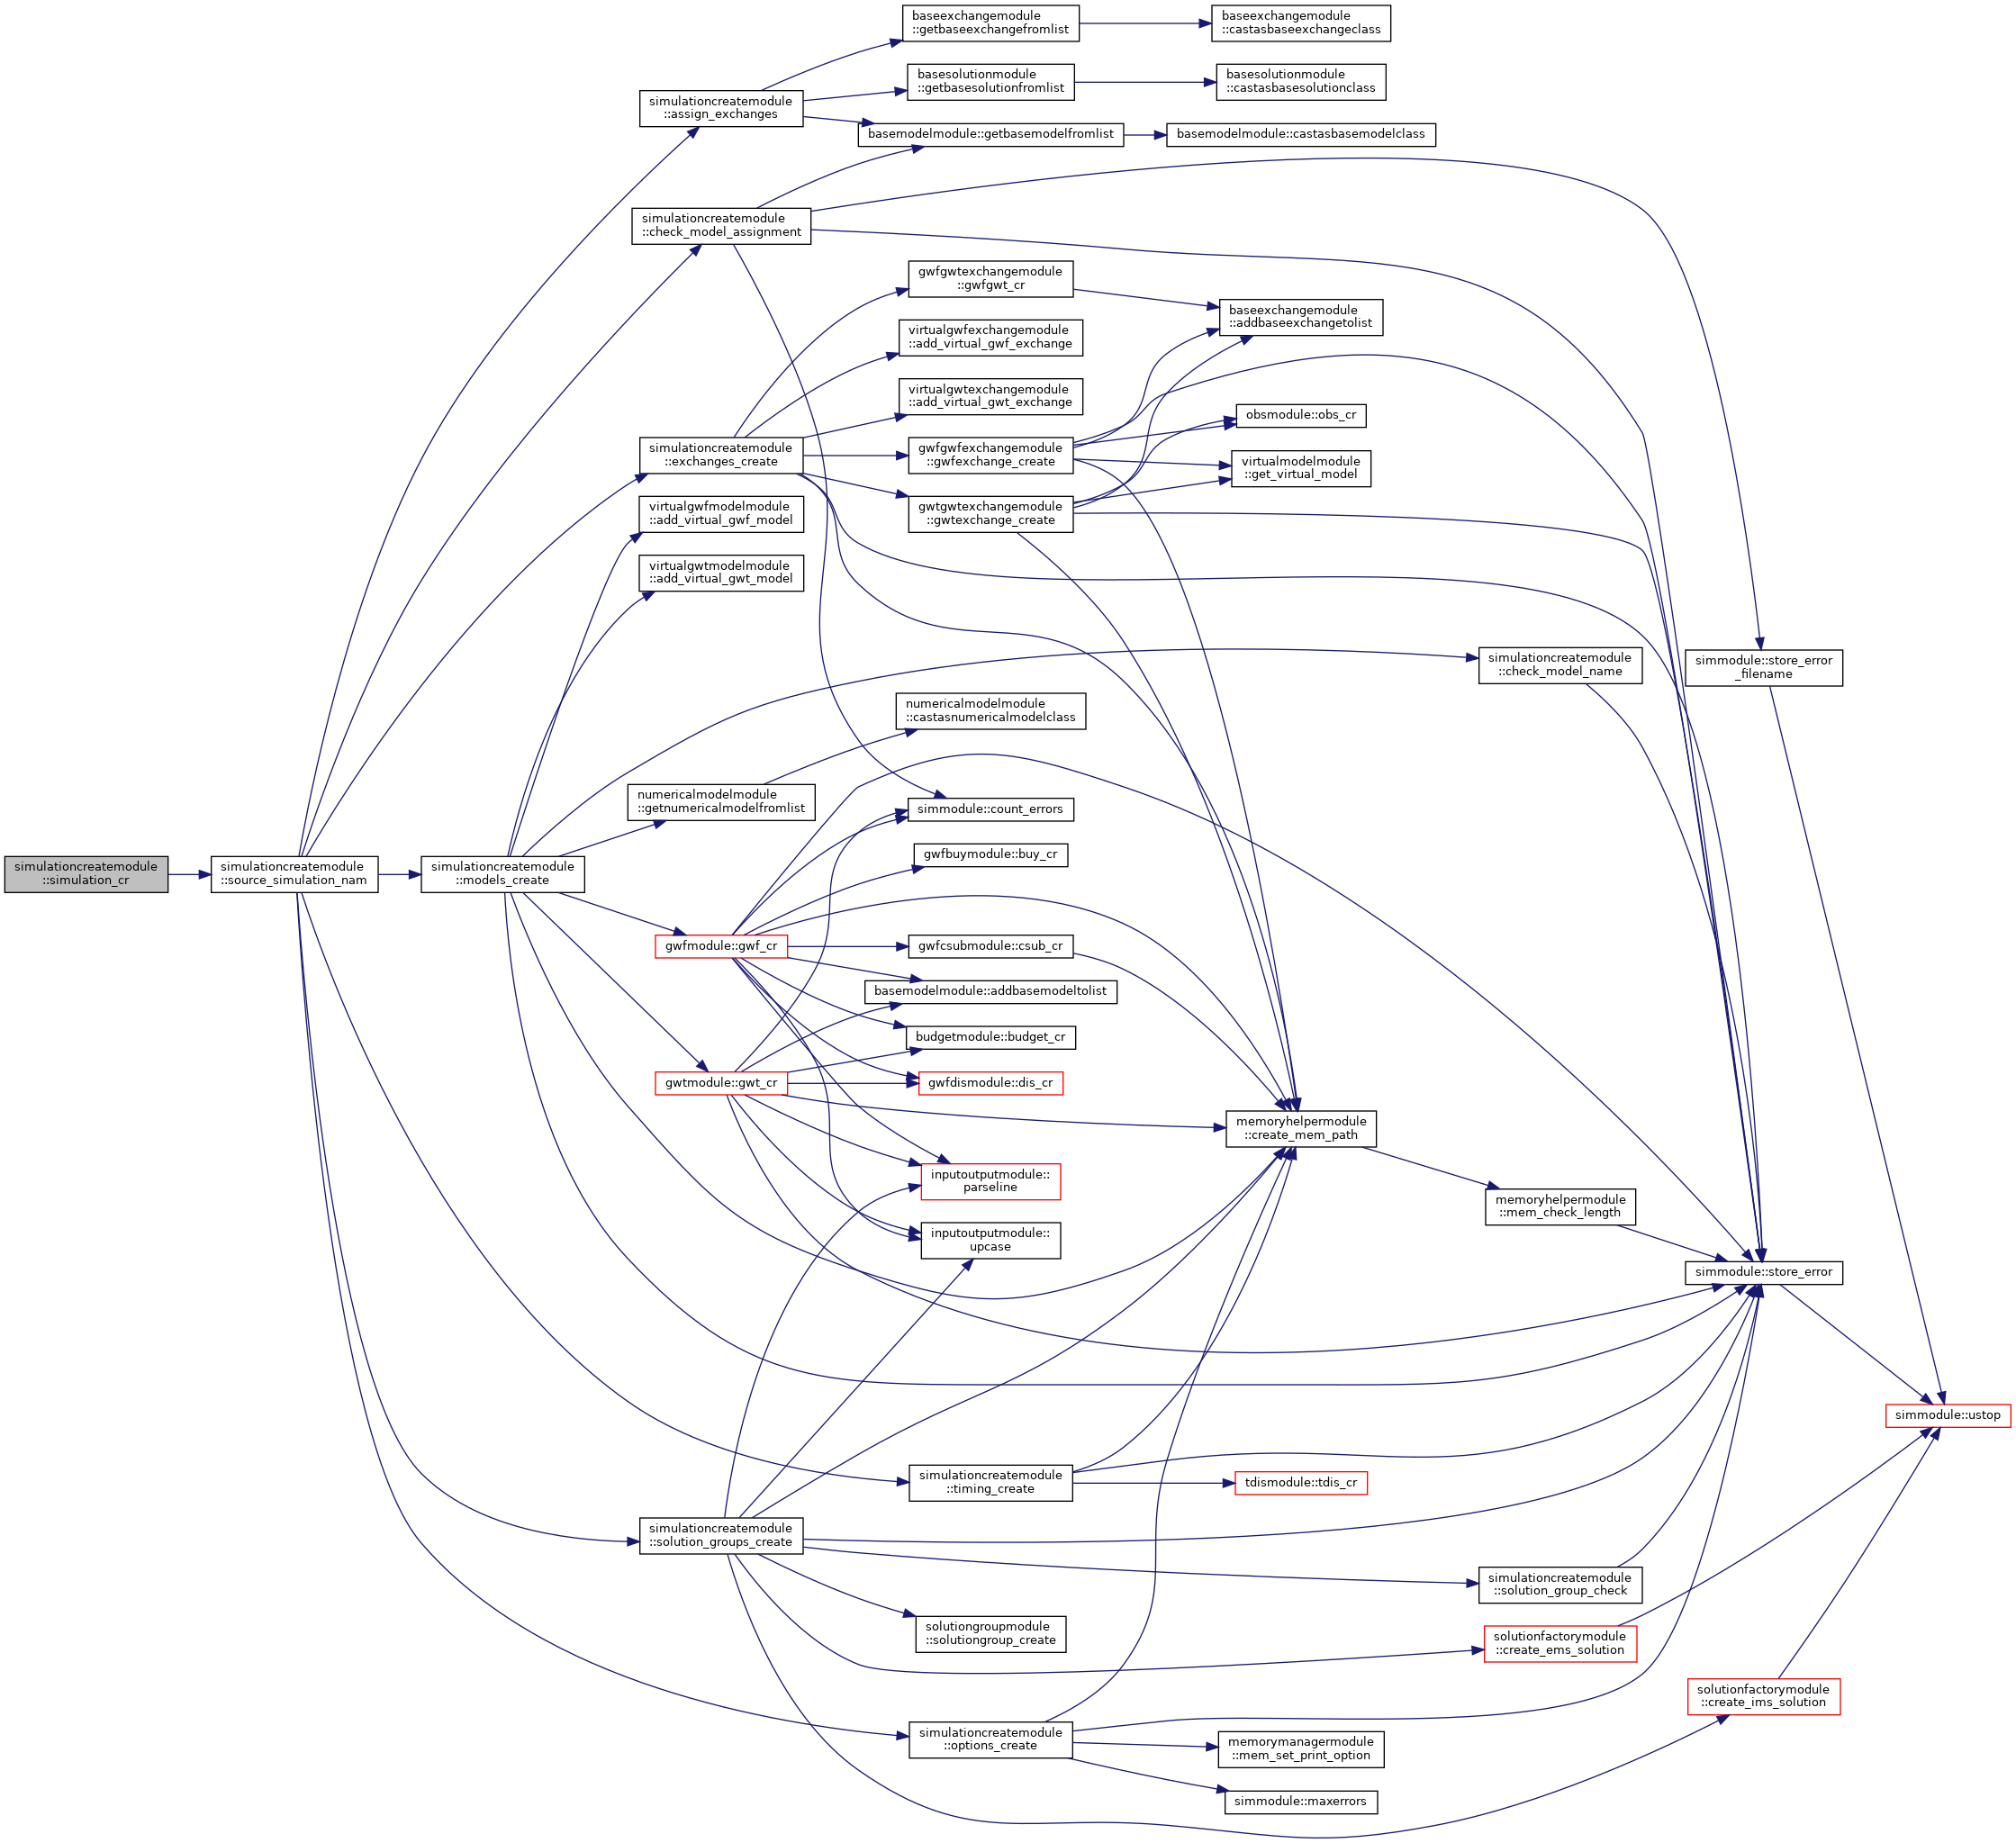 baseexchangemodule
::getbaseexchangefromlist
baseexchangemodule
::castasbaseexchangeclass
basesolutionmodule
::getbasesolutionfromlist
basesolutionmodule
::castasbasesolutionclass
simulationcreatemodule
::assign_exchanges
basemodelmodule::getbasemodelfromlist
basemodelmodule::castasbasemodelclass
simulationcreatemodule
::check_model_assignment
gwfgwtexchangemodule
::gwfgwt_cr
baseexchangemodule
::addbaseexchangetolist
virtualgwfexchangemodule
::add_virtual_gwf_exchange
virtualgwtexchangemodule
::add_virtual_gwt_exchange
obsmodule::obs_cr
simulationcreatemodule
::exchanges_create
gwfgwfexchangemodule
::gwfexchange_create
virtualmodelmodule
::get_virtual_model
virtualgwfmodelmodule
::add_virtual_gwf_model
gwtgwtexchangemodule
::gwtexchange_create
virtualgwtmodelmodule
::add_virtual_gwt_model
simulationcreatemodule
::check_model_name
simmodule::store_error
_filename
numericalmodelmodule
::castasnumericalmodelclass
numericalmodelmodule
::getnumericalmodelfromlist
simmodule::count_errors
gwfbuymodule::buy_cr
simulationcreatemodule
::simulation_cr
simulationcreatemodule
::source_simulation_nam
simulationcreatemodule
::models_create
gwfmodule::gwf_cr
gwfcsubmodule::csub_cr
basemodelmodule::addbasemodeltolist
budgetmodule::budget_cr
gwtmodule::gwt_cr
gwfdismodule::dis_cr
memoryhelpermodule
::create_mem_path
inputoutputmodule::
parseline
memoryhelpermodule
::mem_check_length
inputoutputmodule::
upcase
simmodule::store_error
simmodule::ustop
simulationcreatemodule
::timing_create
tdismodule::tdis_cr
simulationcreatemodule
::solution_groups_create
simulationcreatemodule
::solution_group_check
solutiongroupmodule
::solutiongroup_create
solutionfactorymodule
::create_ems_solution
solutionfactorymodule
::create_ims_solution
simulationcreatemodule
::options_create
memorymanagermodule
::mem_set_print_option
simmodule::maxerrors